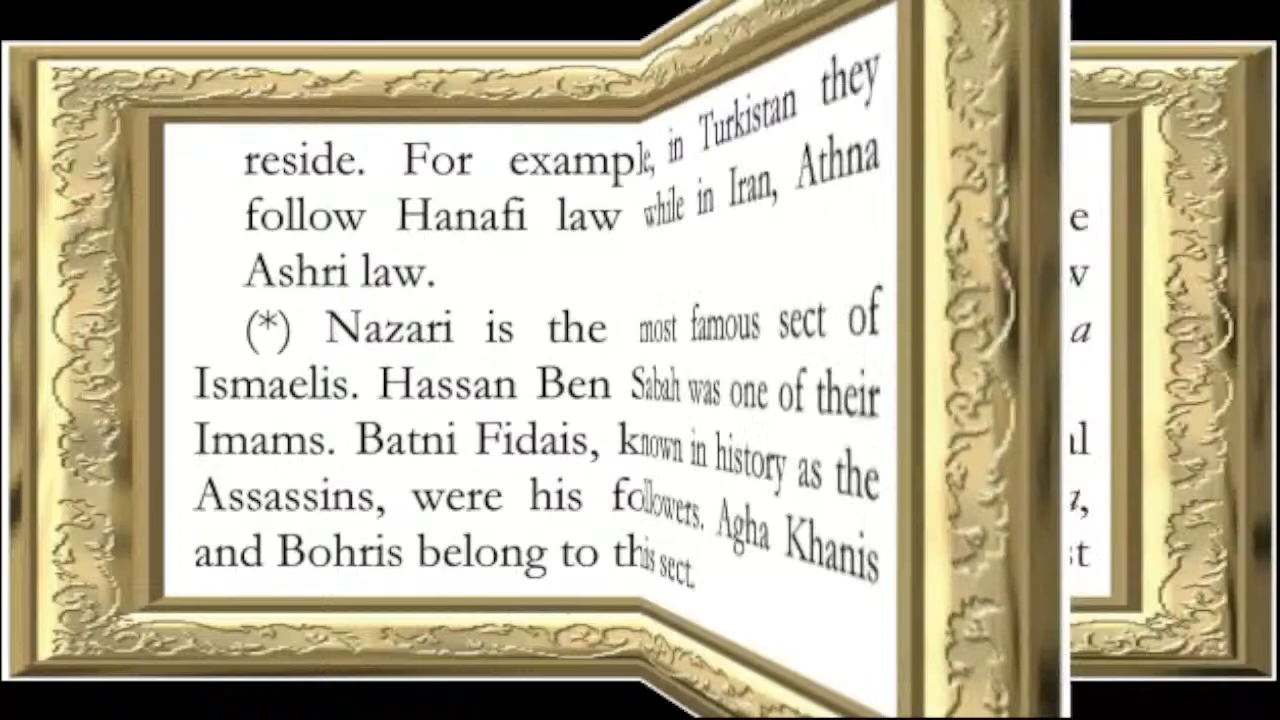 reside. For example, in Turkistan they
follow Hanafi law while in Iran, Athna
Ashri law.
(*) Nazari is the most famous sect of
Ismaelis. Hassan Ben Sabah was one of their
Imams. Batni Fidais, known in history as the
Assassins, were his followers. Agha Khanis
and Bohris belong to this sect.
e
w
a
al
a,
st